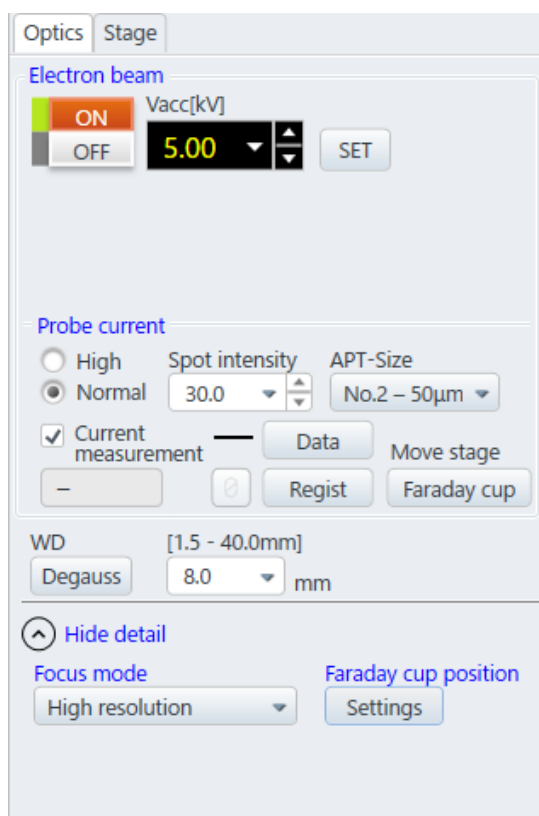 Optics Stage
Electron beam
ON Vacc[kV]
OFF 5.00 SET
Probe current
High Spot intensity APT-Size
Normal 30.0 No.2 – 50µm
Current measurement Data Move stage
– 0 Regist Faraday cup
WD [1.5 - 40.0mm]
Degauss 8.0 mm
Hide detail
Focus mode Faraday cup position
High resolution Settings